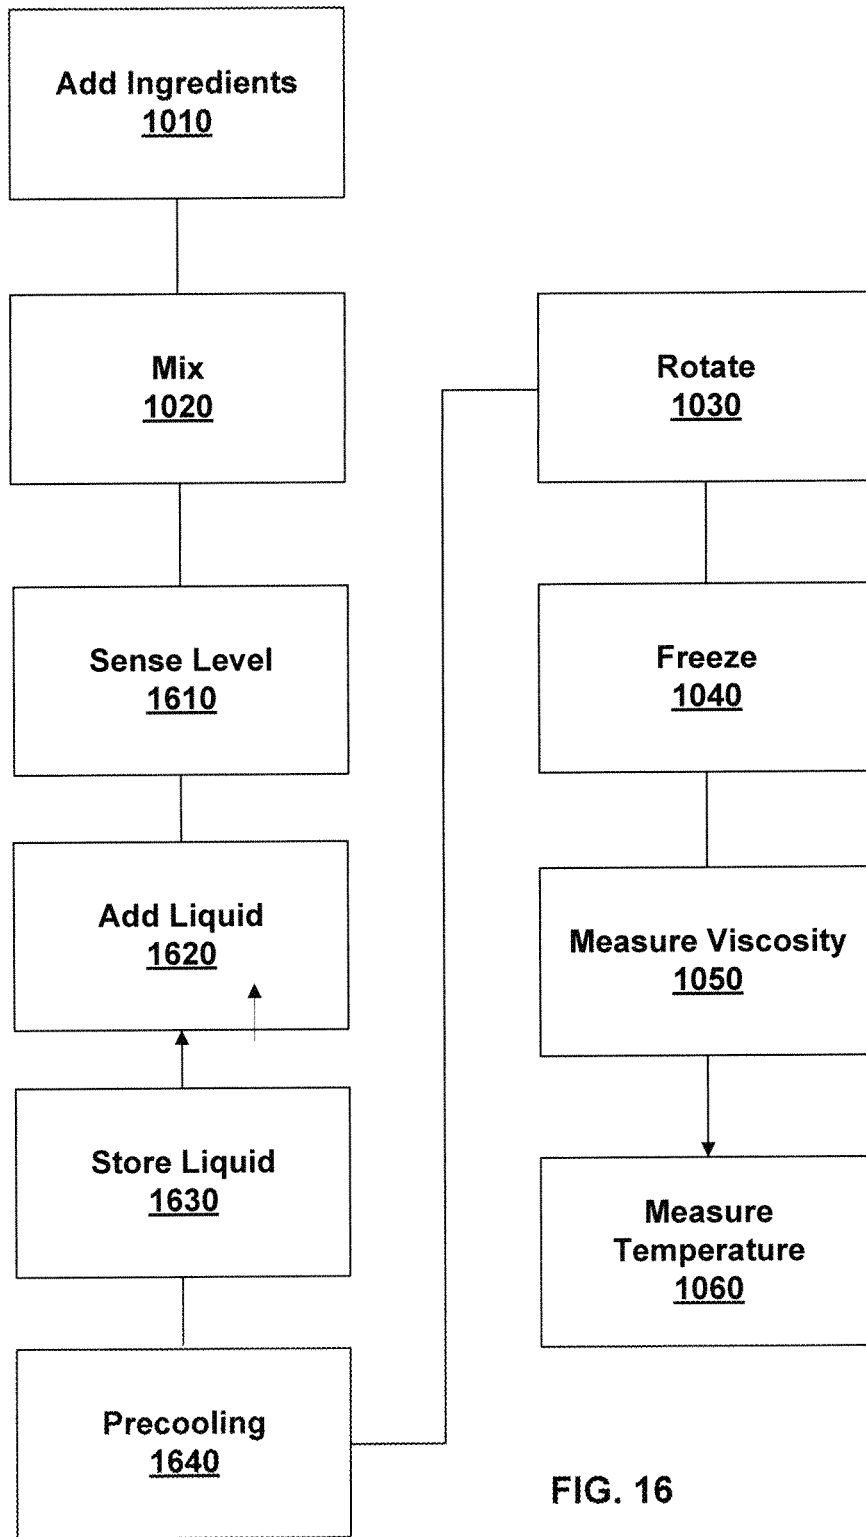 Add Ingredients
1010
Mix
1020
Sense Level
1610
Add Liquid
1620
Store Liquid
1630
Precooling
1640
Rotate
1030
Freeze
1040
Measure Viscosity
1050
Measure
Temperature
1060
FIG. 16